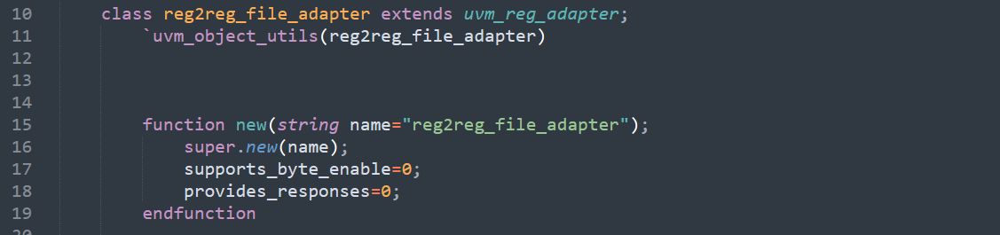 10 class reg2reg_file_adapter extends uvm_reg_adapter;
11 `uvm_object_utils(reg2reg_file_adapter)
12
13
14
15 function new(string name="reg2reg_file_adapter");
16 super.new(name);
17 supports_byte_enable=0;
18 provides_responses=0;
19 endfunction
20